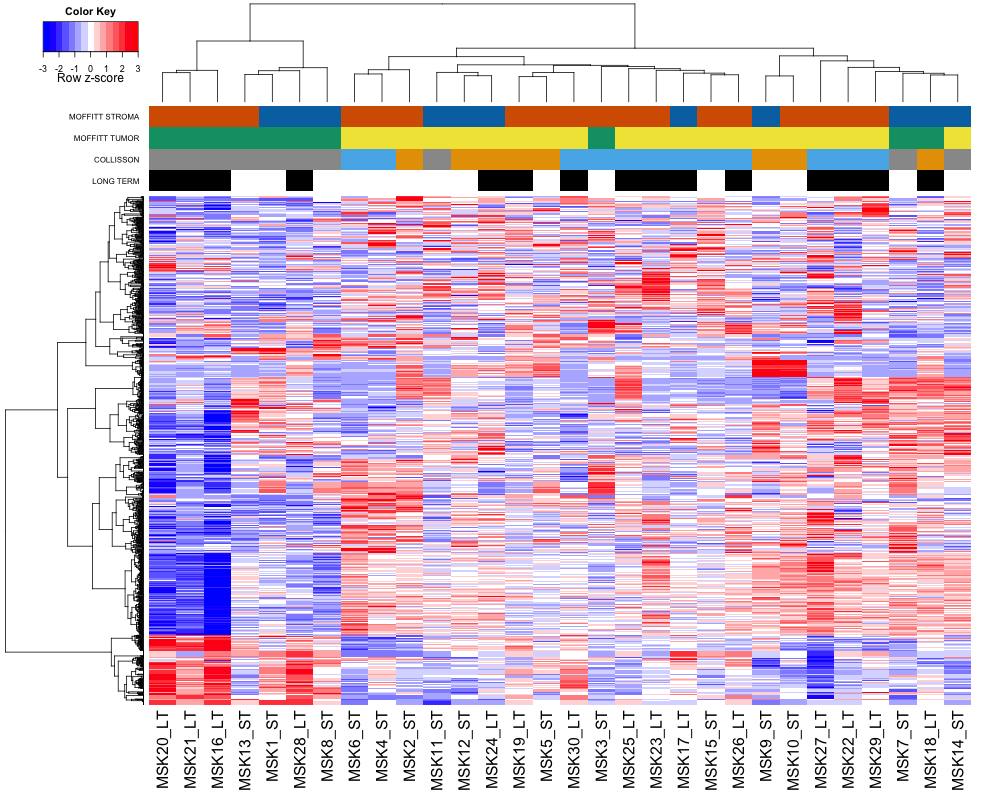 Color Key
-3 -2 -1 0 1 2 3
Row z-score
MOFFITT STROMA
MOFFITT TUMOR
COLLISSON
LONG TERM
MSK20_LT
MSK21_LT
MSK16_LT
MSK13_ST
MSK1_ST
MSK28_LT
MSK8_ST
MSK6_ST
MSK4_ST
MSK2_ST
MSK11_ST
MSK12_ST
MSK24_LT
MSK19_LT
MSK5_ST
MSK30_LT
MSK3_ST
MSK25_LT
MSK23_LT
MSK17_LT
MSK15_ST
MSK26_LT
MSK9_ST
MSK10_ST
MSK27_LT
MSK22_LT
MSK29_LT
MSK7_ST
MSK18_LT
MSK14_ST